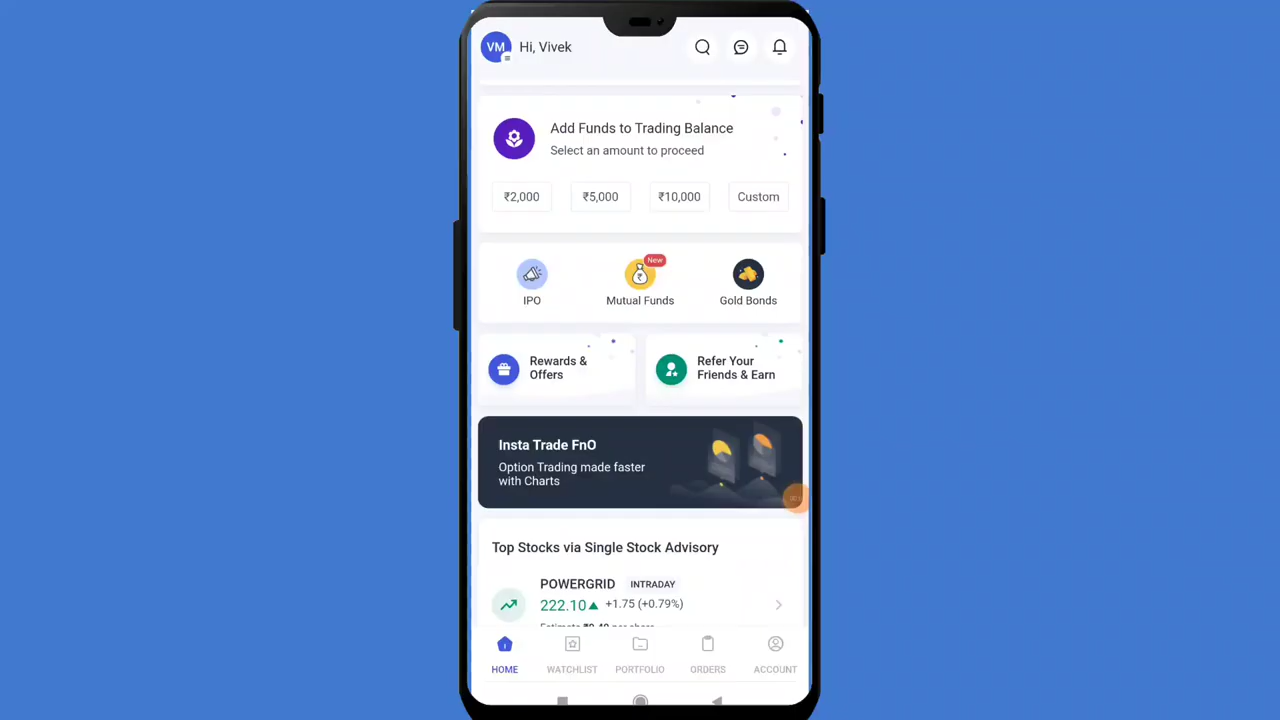 VM Hi, Vivek
Add Funds to Trading Balance
Select an amount to proceed
₹2,000 ₹5,000 ₹10,000 Custom
New
IPO Mutual Funds Gold Bonds
Rewards &
Offers
Refer Your
Friends & Earn
Insta Trade FnO
Option Trading made faster
with Charts
Top Stocks via Single Stock Advisory
POWERGRID INTRADAY
222.10 +1.75 (+0.79%)
HOME WATCHLIST PORTFOLIO ORDERS ACCOUNT